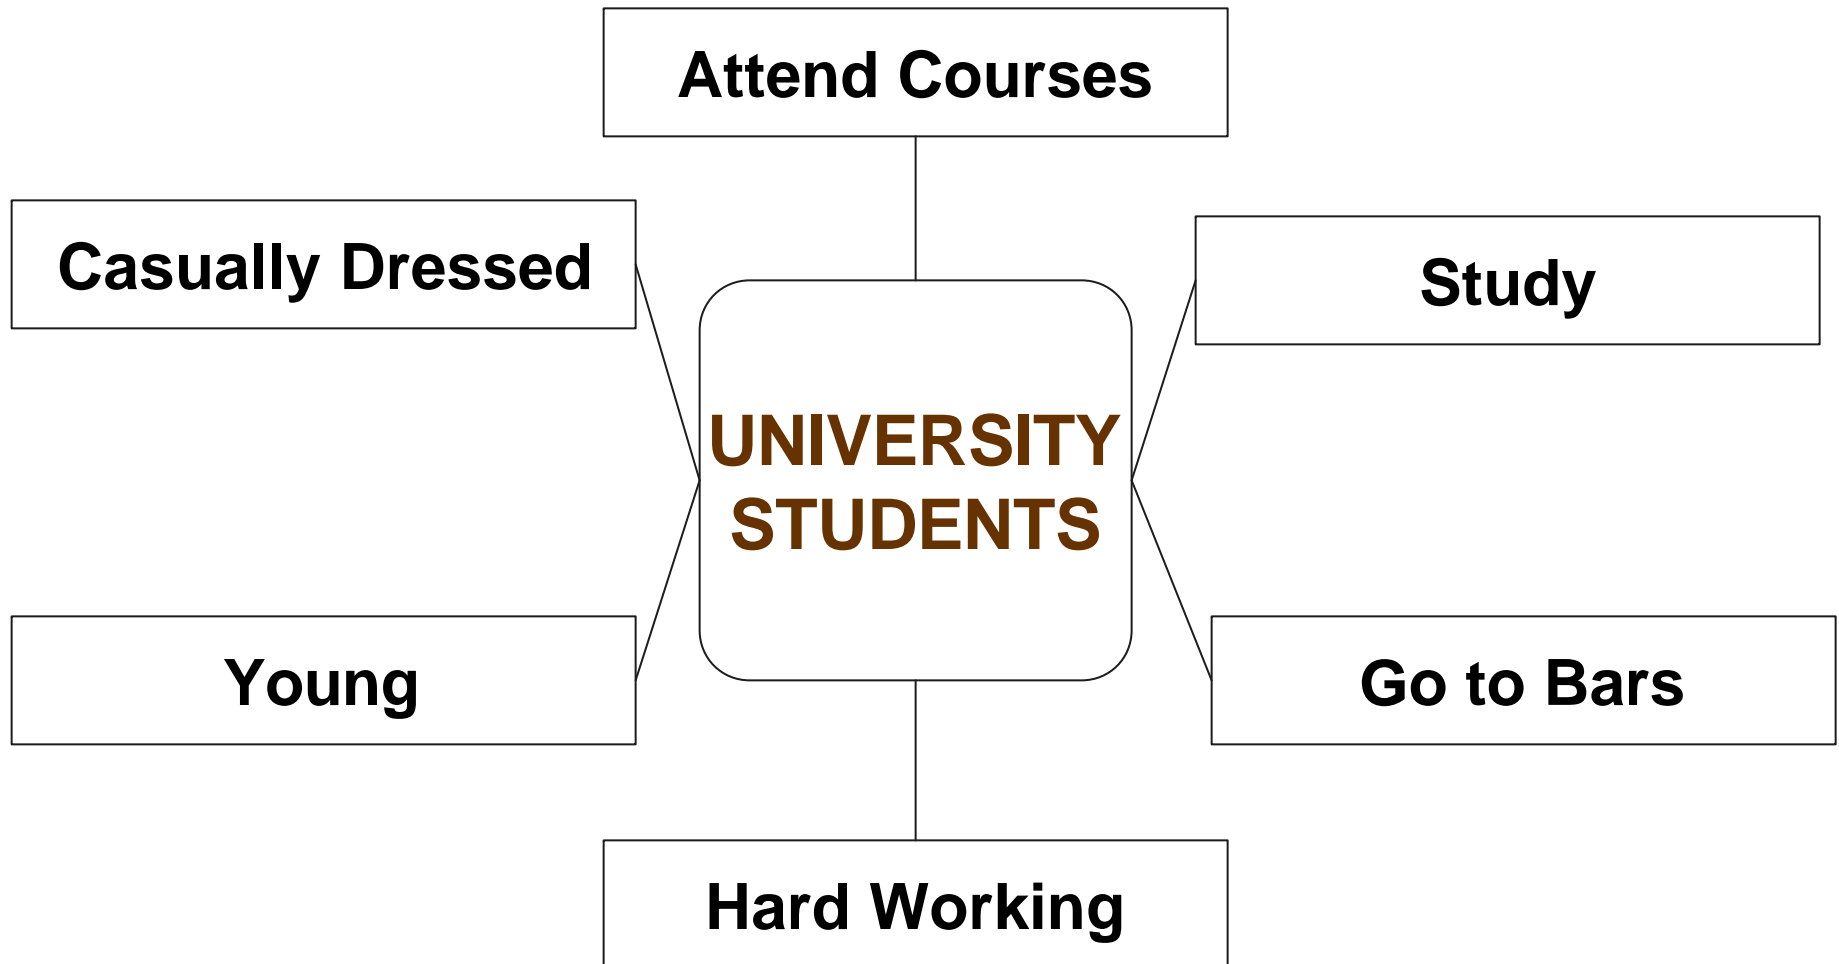 Attend Courses
Casually Dressed
Study
UNIVERSITY
STUDENTS
Young
Go to Bars
Hard Working